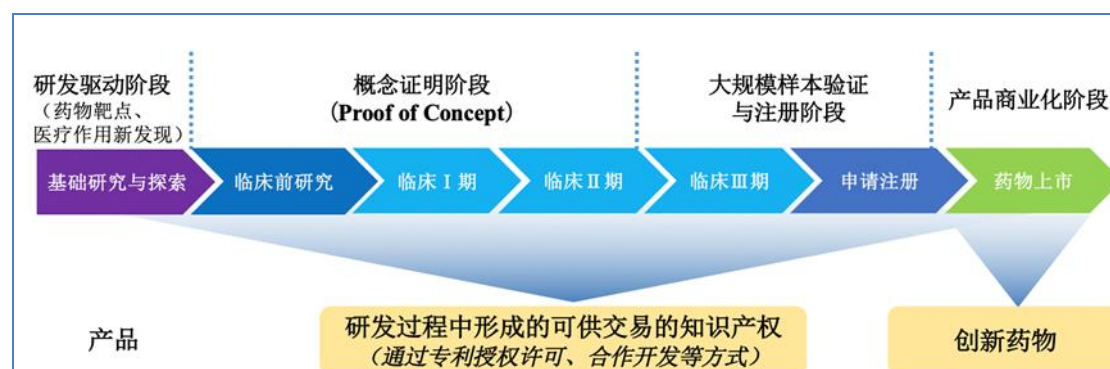 研发驱动阶段
（药物靶点、
医疗作用新发现）
概念证明阶段
(Proof of Concept)
大规模样本验证
与注册阶段
产品商业化阶段
基础研究与探索
临床前研究
临床Ⅰ期
临床Ⅱ期
临床Ⅲ期
申请注册
药物上市
产品
研发过程中形成的可供交易的知识产权
（通过专利授权许可、合作开发等方式）
创新药物